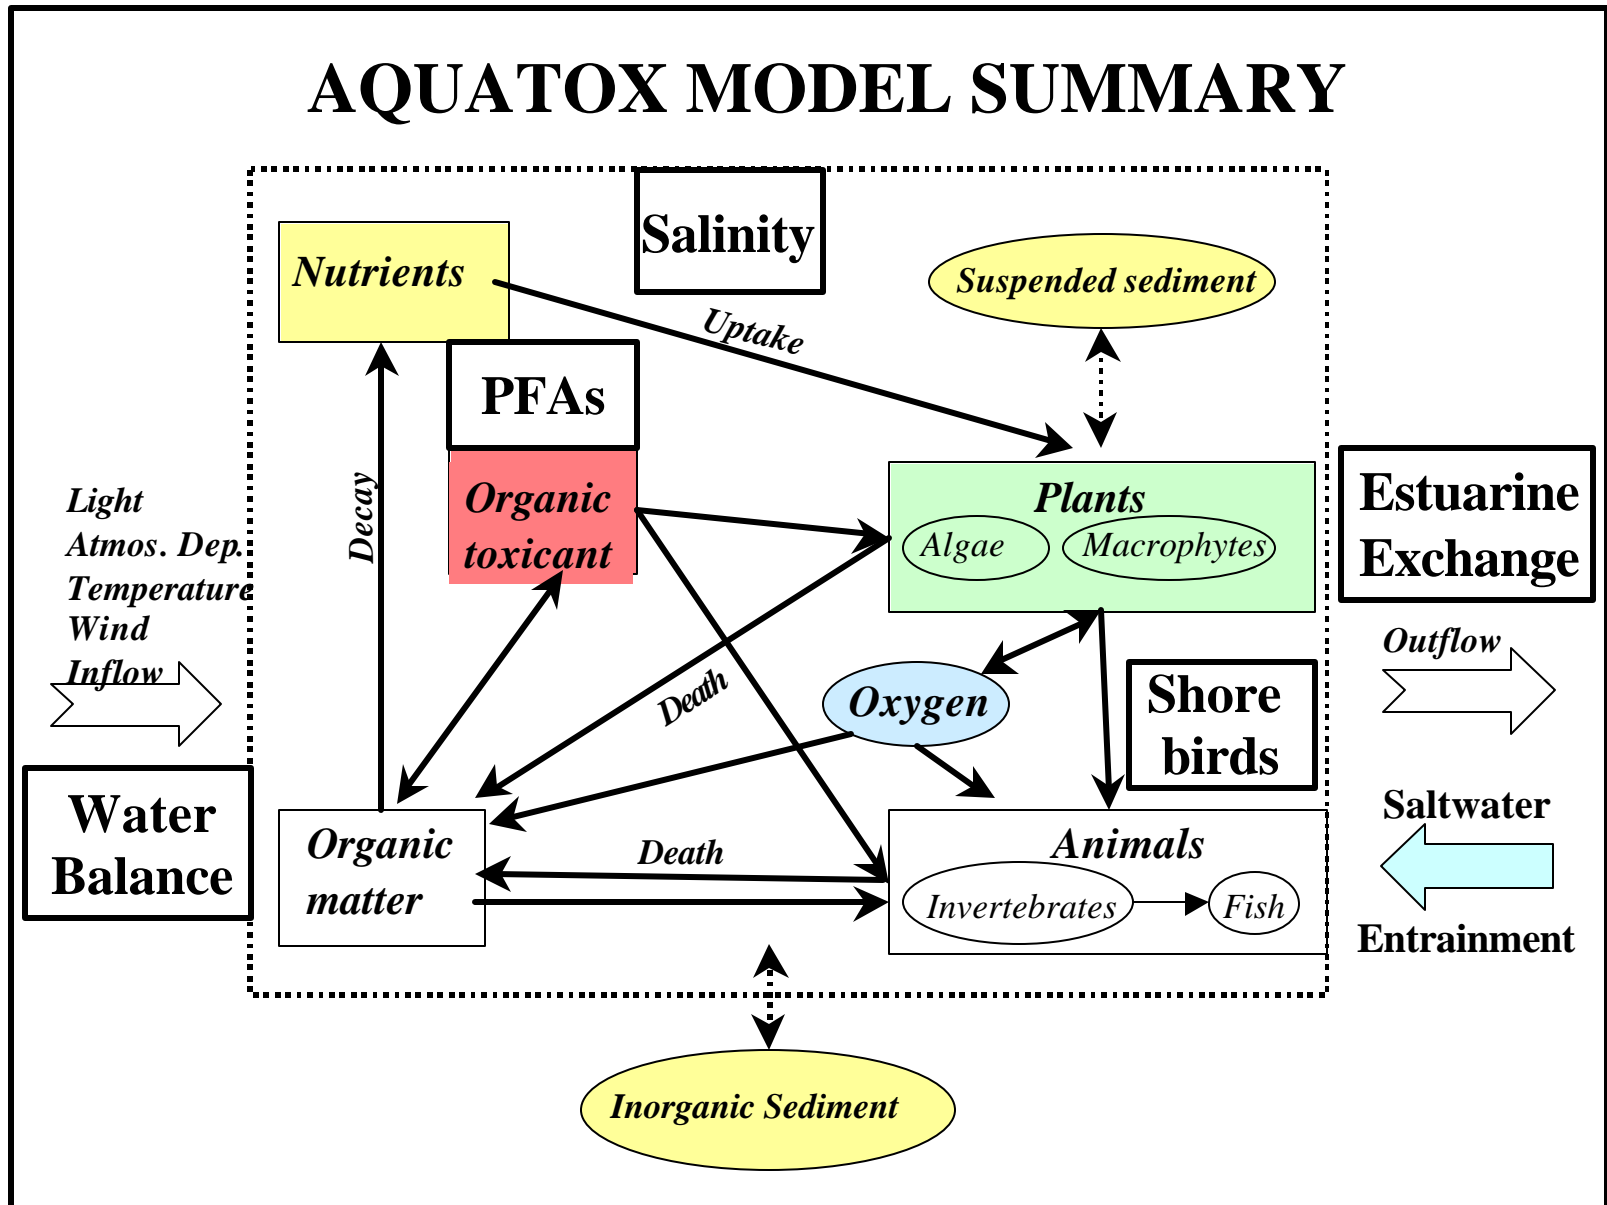 AQUATOX MODEL SUMMARY
Salinity
Nutrients
Suspended sediment
Uptake
PFAs
Decay
Organic
toxicant
Plants
Algae
Macrophytes
Estuarine
Exchange
Light
Atmos. Dep.
Temperature
Wind
Inflow
Outflow
Death
Oxygen
Shore
birds
Water
Balance
Saltwater
Entrainment
Organic
matter
Death
Animals
Invertebrates
Fish
Inorganic Sediment